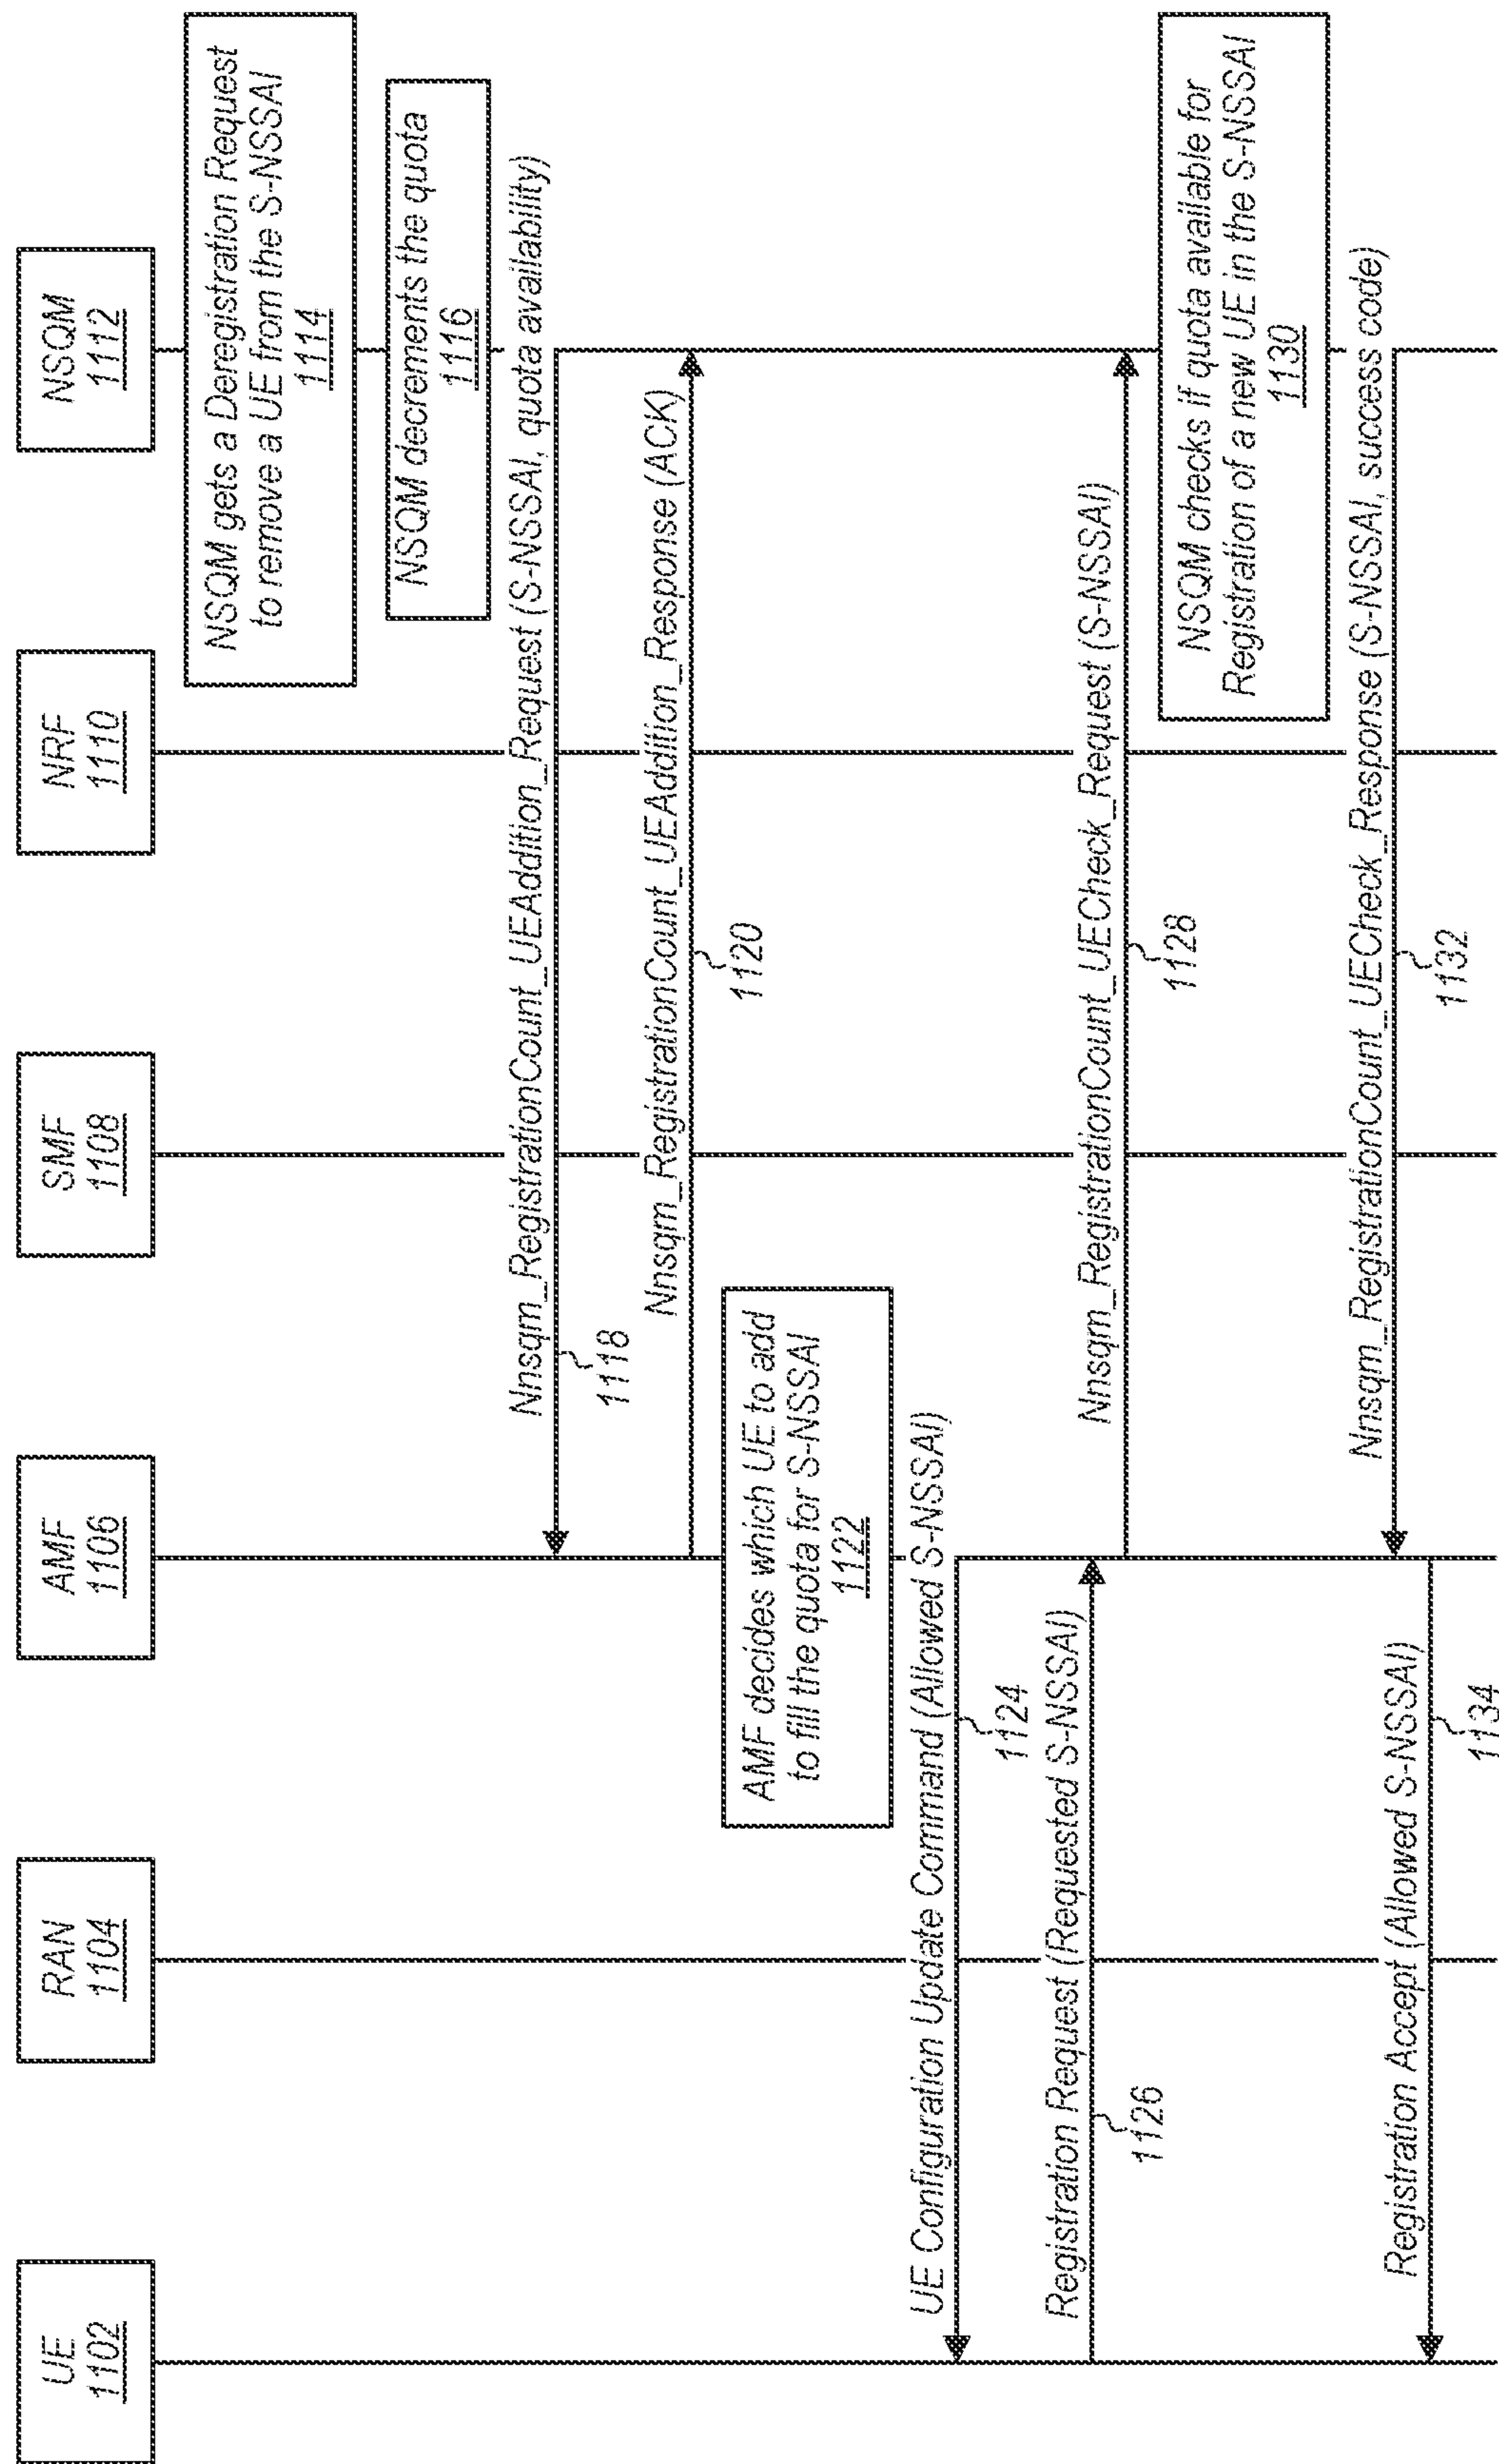 UE
1102
RAN
1104
AMF
1106
SMF
1108
NRF
1110
NSQM
1112
NSQM gets a Deregistration Request
to remove a UE from the S-NSSAI
1114
NSQM decrements the quota
1116
Nnsqm_RegistrationCount_UEAddition_Request (S-NSSAI, quota availability)
1118
Nnsqm_RegistrationCount_UEAddition_Response (ACK)
1120
AMF decides which UE to add
to fill the quota for S-NSSAI
1122
UE Configuration Update Command (Allowed S-NSSAI)
1124
Registration Request (Requested S-NSSAI)
1126
Nnsqm_RegistrationCount_UECheck_Request (S-NSSAI)
1128
NSQM checks if quota available for
Registration of a new UE in the S-NSSAI
1130
Nnsqm_RegistrationCount_UECheck_Response (S-NSSAI, success code)
1132
Registration Accept (Allowed S-NSSAI)
1134